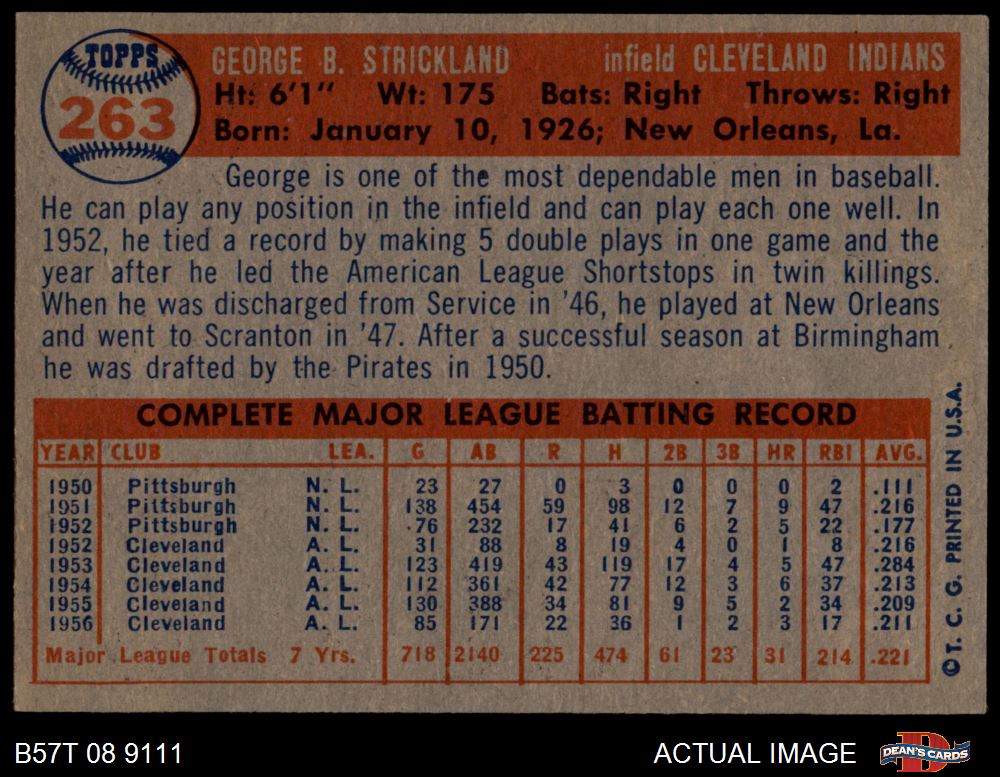 TOPPS
263
GEORGE B. STRICKLAND infield CLEVELAND INDIANS
Ht: 6'1" Wt: 175 Bats: Right Throws: Right
Born: January 10, 1926; New Orleans, La.
George is one of the most dependable men in baseball.
He can play any position in the infield and can play each one well. In
1952, he tied a record by making 5 double plays in one game and the
year after he led the American League Shortstops in twin killings.
When he was discharged from Service in '46, he played at New Orleans
and went to Scranton in '47. After a successful season at Birmingham
he was drafted by the Pirates in 1950.
COMPLETE MAJOR LEAGUE BATTING RECORD
YEAR CLUB LEA. G AB R H 2B 3B HR RBI AVG.
1950 Pittsburgh N. L. 23 27 0 3 0 0 0 2 .111
1951 Pittsburgh N. L. 138 454 59 98 12 7 9 47 .216
1952 Pittsburgh N. L. 76 232 17 41 6 2 5 22 .177
1952 Cleveland A. L. 31 88 8 19 4 0 1 8 .216
1953 Cleveland A. L. 123 419 43 119 17 4 5 47 .284
1954 Cleveland A. L. 112 361 42 77 12 3 6 37 .213
1955 Cleveland A. L. 130 388 34 81 9 5 2 34 .209
1956 Cleveland A. L. 85 171 22 36 1 2 3 17 .211
Major League Totals 7 Yrs. 718 2140 225 474 61 23 31 214 .221
©T. C. G. PRINTED IN U.S.A.
B57T 08 9111 ACTUAL IMAGE DEAN'S CARDS